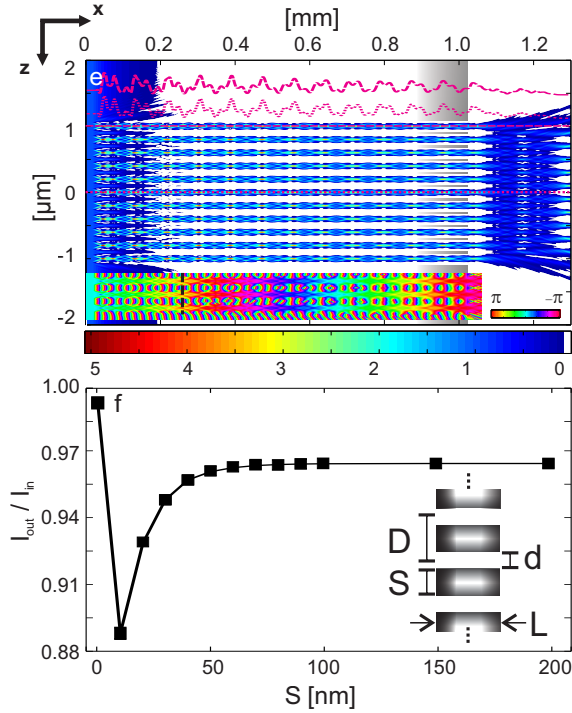 x
[mm]
z
0 0.2 0.4 0.6 0.8 1.0 1.2
2
e
1
0
-1
-2
[µm]
π -π
5 4 3 2 1 0
1.00
f
0.97
0.94
0.91
0.88
I_out / I_in
D
d
S
L
0 50 100 150 200
S [nm]